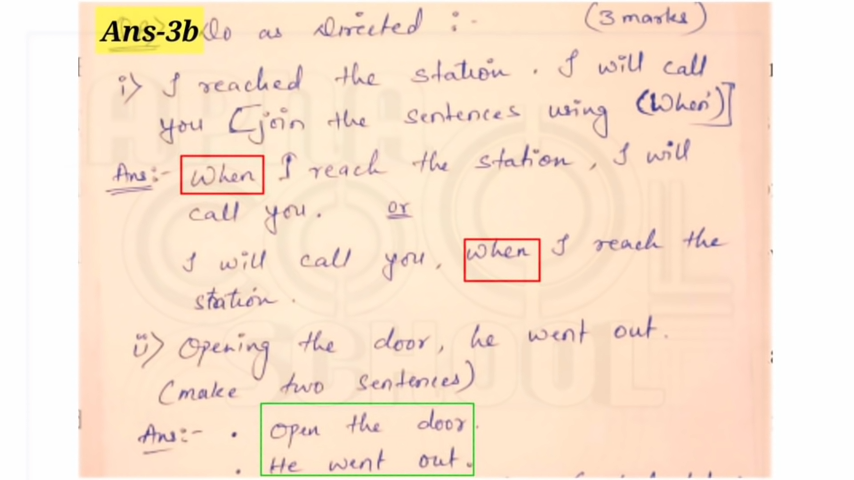 Ans-3b Do as Directed :- (3 marks)
i) I reached the station. I will call
you [join the sentences using (When)]
Ans:- When I reach the station, I will
call you. or
I will call you, when I reach the
station.
ii) Opening the door, he went out.
(make two sentences)
Ans:- • Open the door.
• He went out.